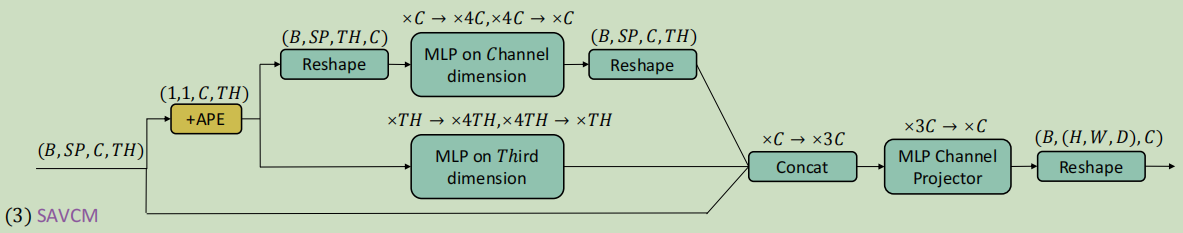 ×C → ×4C,×4C → ×C
(B, SP, TH, C)
MLP on Channel
dimension
(B, SP, C, TH)
Reshape
Reshape
(1,1, C, TH)
+APE
×TH → ×4TH,×4TH → ×TH
(B, SP, C, TH)
MLP on Third
dimension
×C → ×3C
Concat
×3C → ×C
MLP Channel
Projector
(B, (H, W, D), C)
Reshape
(3) SAVCM